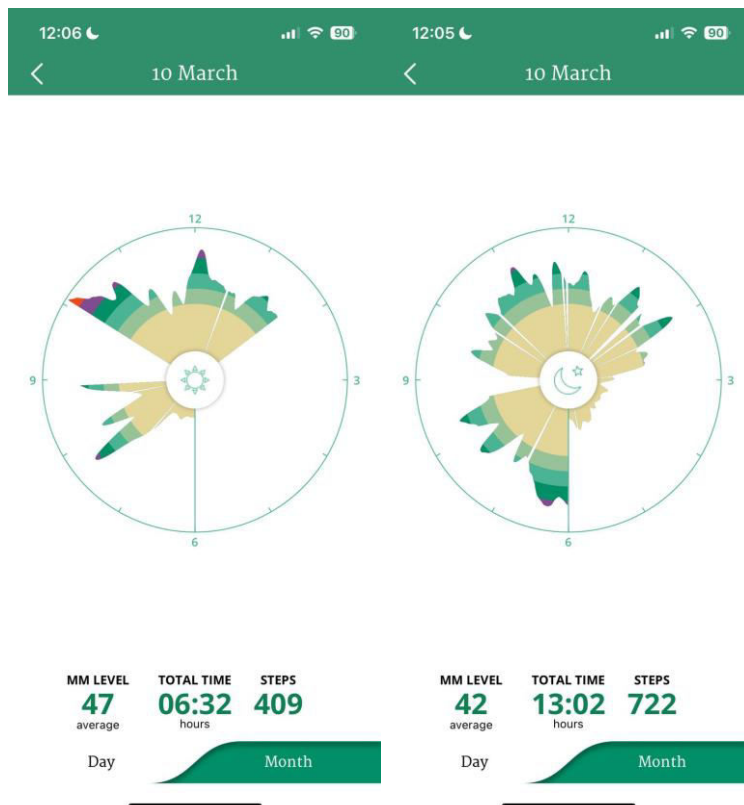 12:06
90
10 March
12
9
3
6
MM LEVEL
TOTAL TIME
STEPS
47
06:32
409
average
hours
Day
Month
12:05
90
10 March
12
9
3
6
MM LEVEL
TOTAL TIME
STEPS
42
13:02
722
average
hours
Day
Month